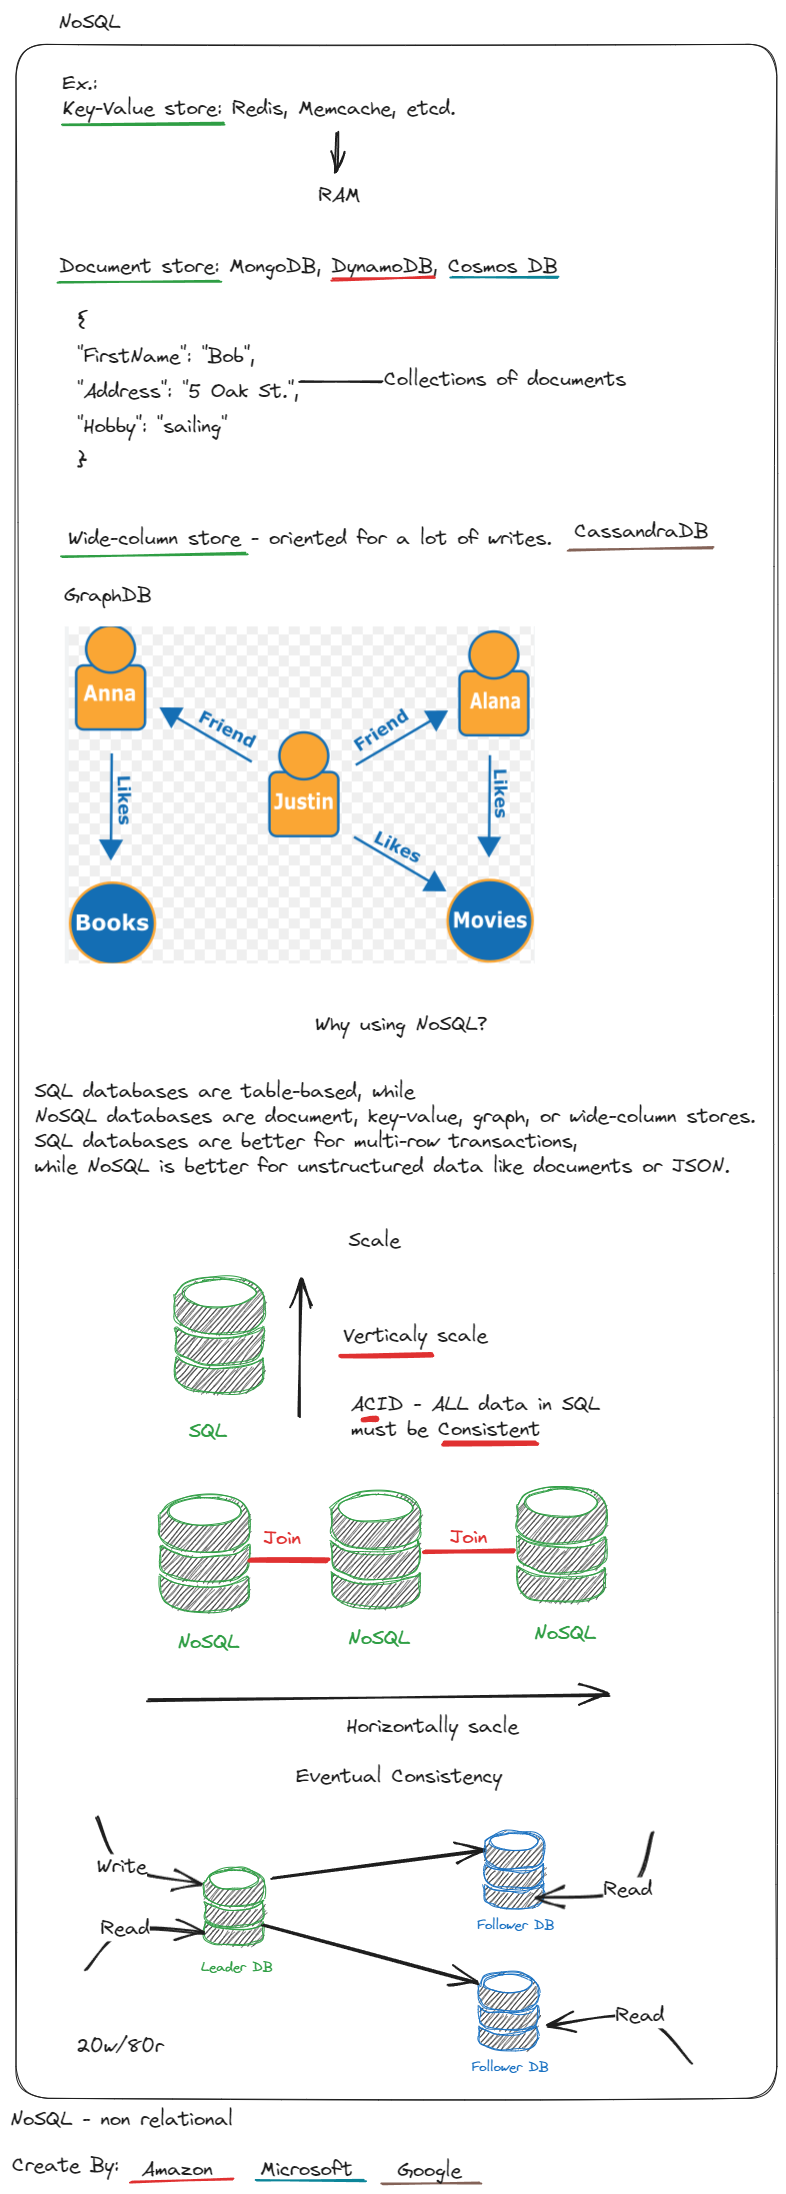 NoSQL
Ex.:
Key-Value store: Redis, Memcache, etcd.
RAM
Document store: MongoDB, DynamoDB, Cosmos DB
{
"FirstName": "Bob",
"Address": "5 Oak St.",
Collections of documents
"Hobby": "sailing"
}
Wide-column store - oriented for a lot of writes. CassandraDB
GraphDB
Anna
Alana
Friend
Friend
Justin
Likes
Likes
Likes
Books
Movies
Why using NoSQL?
SQL databases are table-based, while
NoSQL databases are document, key-value, graph, or wide-column stores.
SQL databases are better for multi-row transactions,
while NoSQL is better for unstructured data like documents or JSON.
Scale
Verticaly scale
ACID - ALL data in SQL
must be Consistent
SQL
Join
Join
NoSQL
NoSQL
NoSQL
Horizontally sacle
Eventual Consistency
Write
Read
Read
Follower DB
Leader DB
Read
20w/80r
Follower DB
NoSQL - non relational
Create By: Amazon Microsoft Google